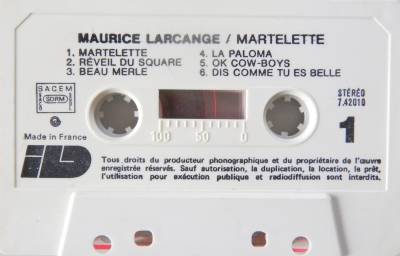 MAURICE LARCANGE / MARTELETTE
1. MARTELETTE
2. RÉVEIL DU SQUARE
3. BEAU MERLE
4. LA PALOMA
5. OK COW-BOYS
6. DIS COMME TU ES BELLE
SACEM
SDRM
STÉRÉO
7.42010
Made in France
100 50 0
1
Tous droits du producteur phonographique et du propriétaire de l'œuvre
enregistrée réservés. Sauf autorisation, la duplication, la location, le prêt,
l'utilisation pour exécution publique et radiodiffusion sont interdits.